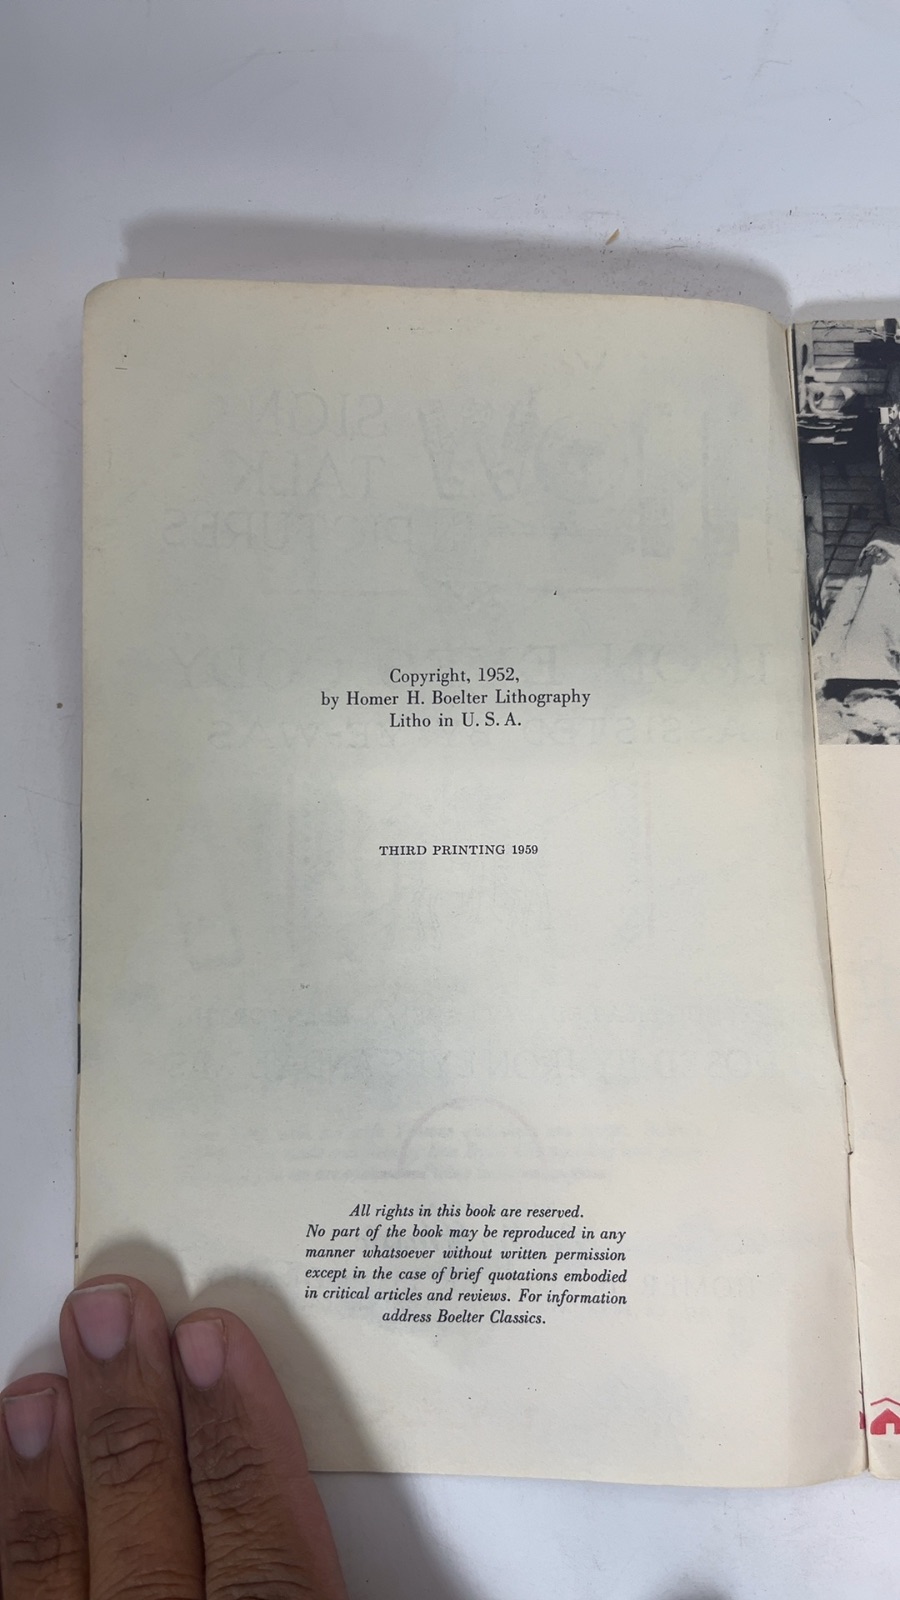 Copyright, 1952,
by Homer H. Boelter Lithography
Litho in U. S. A.
THIRD PRINTING 1959
All rights in this book are reserved.
No part of the book may be reproduced in any
manner whatsoever without written permission
except in the case of brief quotations embodied
in critical articles and reviews. For information
address Boelter Classics.